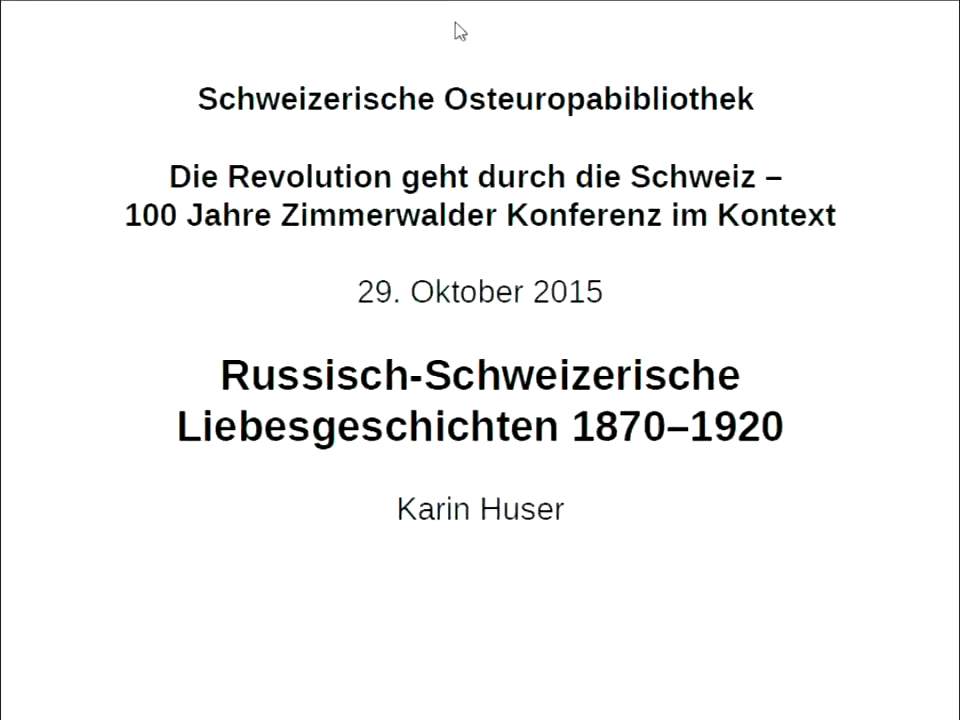 Schweizerische Osteuropabibliothek
Die Revolution geht durch die Schweiz –
100 Jahre Zimmerwalder Konferenz im Kontext
29. Oktober 2015
Russisch-Schweizerische
Liebesgeschichten 1870–1920
Karin Huser